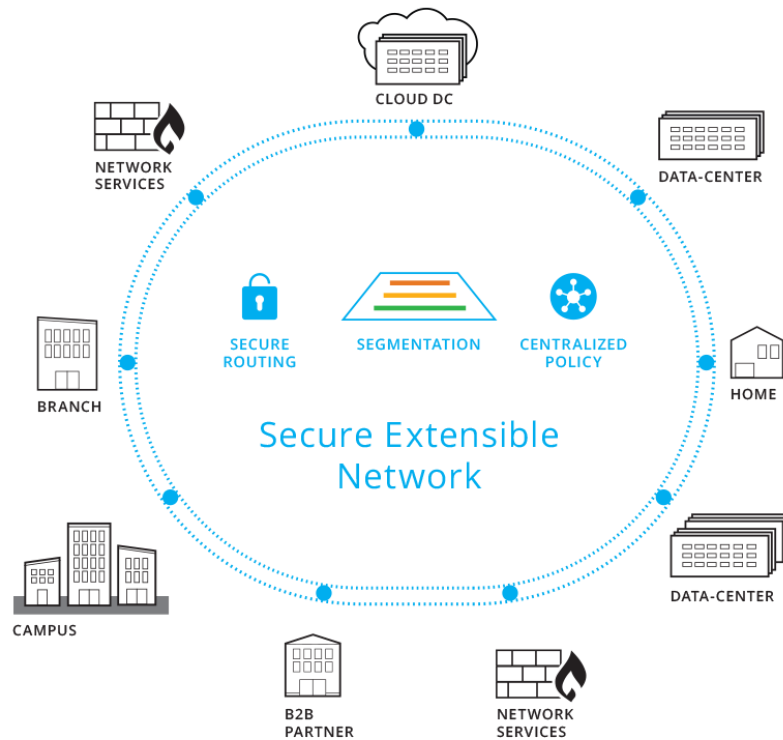 CLOUD DC
NETWORK
SERVICES
DATA-CENTER
SECURE
ROUTING
SEGMENTATION
CENTRALIZED
POLICY
BRANCH
HOME
Secure Extensible
Network
DATA-CENTER
CAMPUS
B2B
PARTNER
NETWORK
SERVICES